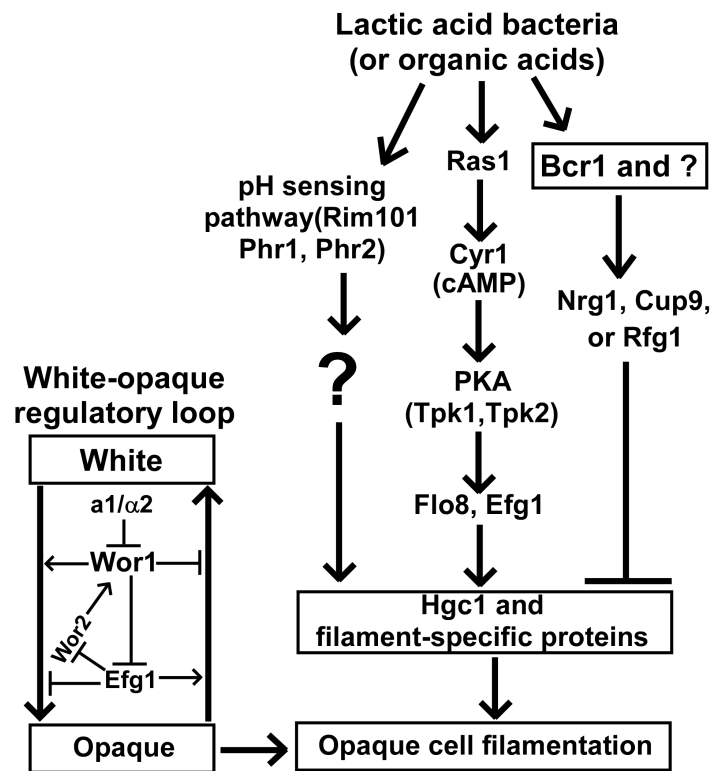 Lactic acid bacteria
(or organic acids)
pH sensing
pathway(Rim101
Phr1, Phr2)
?
Ras1
Cyr1
(cAMP)
PKA
(Tpk1,Tpk2)
Flo8, Efg1
Bcr1 and ?
Nrg1, Cup9,
or Rfg1
Hgc1 and
filament-specific proteins
Opaque cell filamentation
White-opaque
regulatory loop
White
a1/α2
Wor1
Wor2
Efg1
Opaque